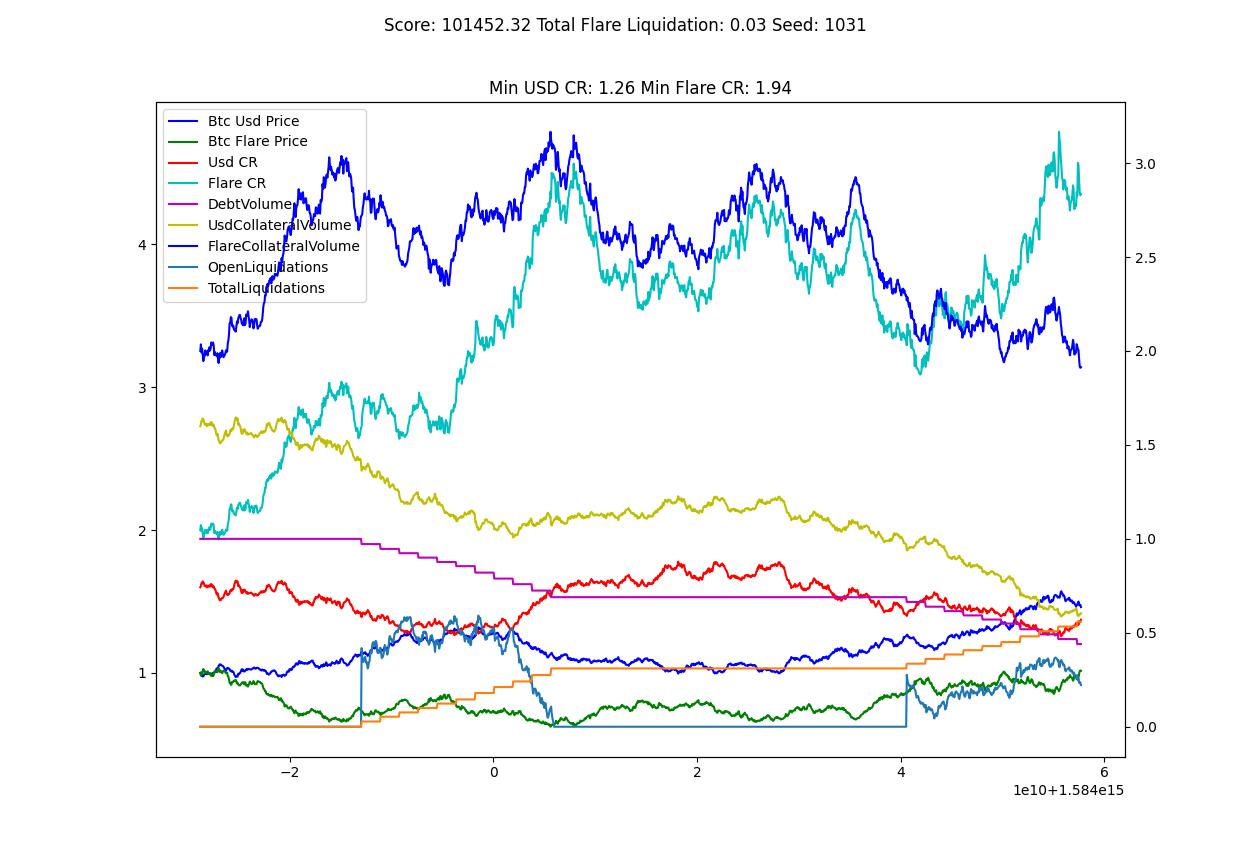 Score: 101452.32 Total Flare Liquidation: 0.03 Seed: 1031
Min USD CR: 1.26 Min Flare CR: 1.94
Btc Usd Price
Btc Flare Price
Usd CR
Flare CR
DebtVolume
UsdCollateralVolume
FlareCollateralVolume
OpenLiquidations
TotalLiquidations
4
3
2
1
3.0
2.5
2.0
1.5
1.0
0.5
0.0
−2
0
2
4
6
1e10+1.584e15